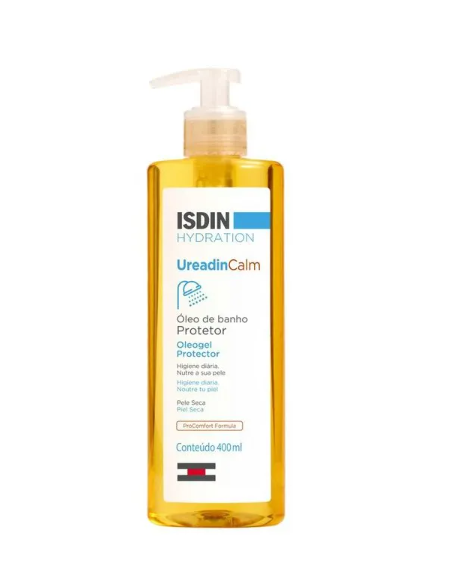 ISDIN
HYDRATION
UreadinCalm
Óleo de banho
Protetor
Oleogel
Protector
Higiene diária,
Nutre a sua pele
Higiene diaria,
Neutre tu piel
Pele Seca
Piel Seca
ProComfort Formula
Conteúdo 400ml